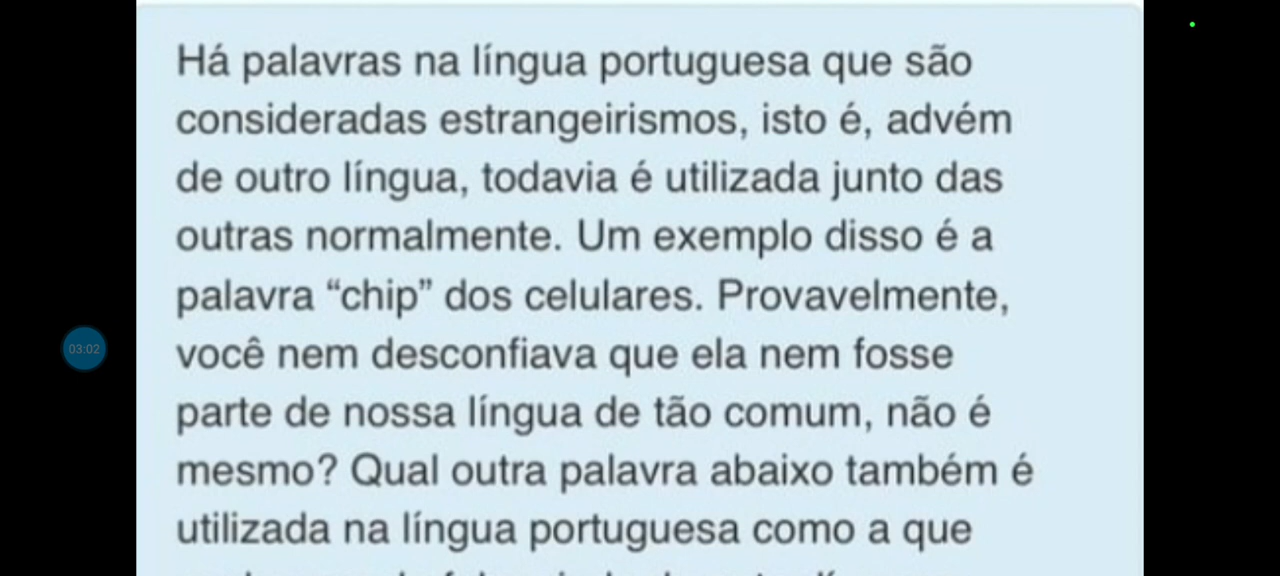 Há palavras na língua portuguesa que são
consideradas estrangeirismos, isto é, advém
de outro língua, todavia é utilizada junto das
outras normalmente. Um exemplo disso é a
palavra “chip” dos celulares. Provavelmente,
você nem desconfiava que ela nem fosse
parte de nossa língua de tão comum, não é
mesmo? Qual outra palavra abaixo também é
utilizada na língua portuguesa como a que
03:02